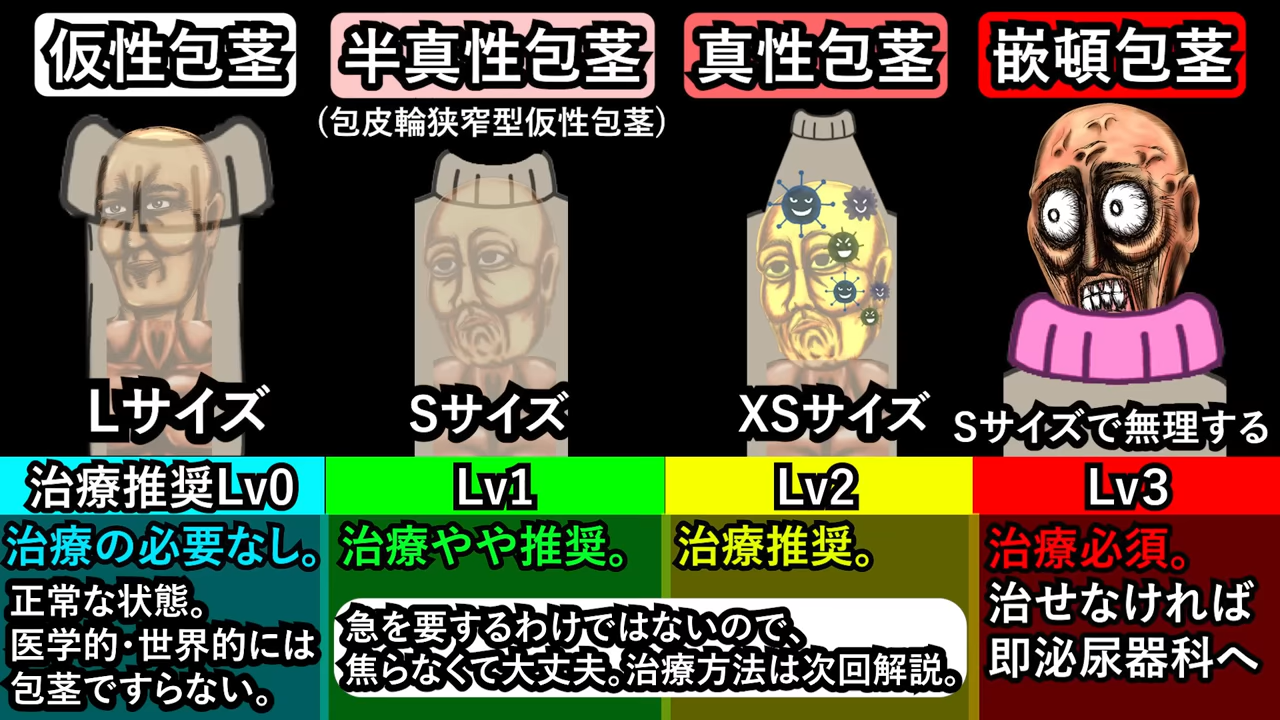 仮性包茎
半真性包茎
(包皮輪狭窄型仮性包茎)
真性包茎
嵌頓包茎
Lサイズ
Sサイズ
XSサイズ
Sサイズで無理する
治療推奨Lv0
Lv1
Lv2
Lv3
治療の必要なし。
正常な状態。
医学的·世界的には
包茎ですらない。
治療やや推奨。
治療推奨。
急を要するわけではないので、
焦らなくて大丈夫。治療方法は次回解説。
治療必須。
治せなければ
即泌尿器科へ